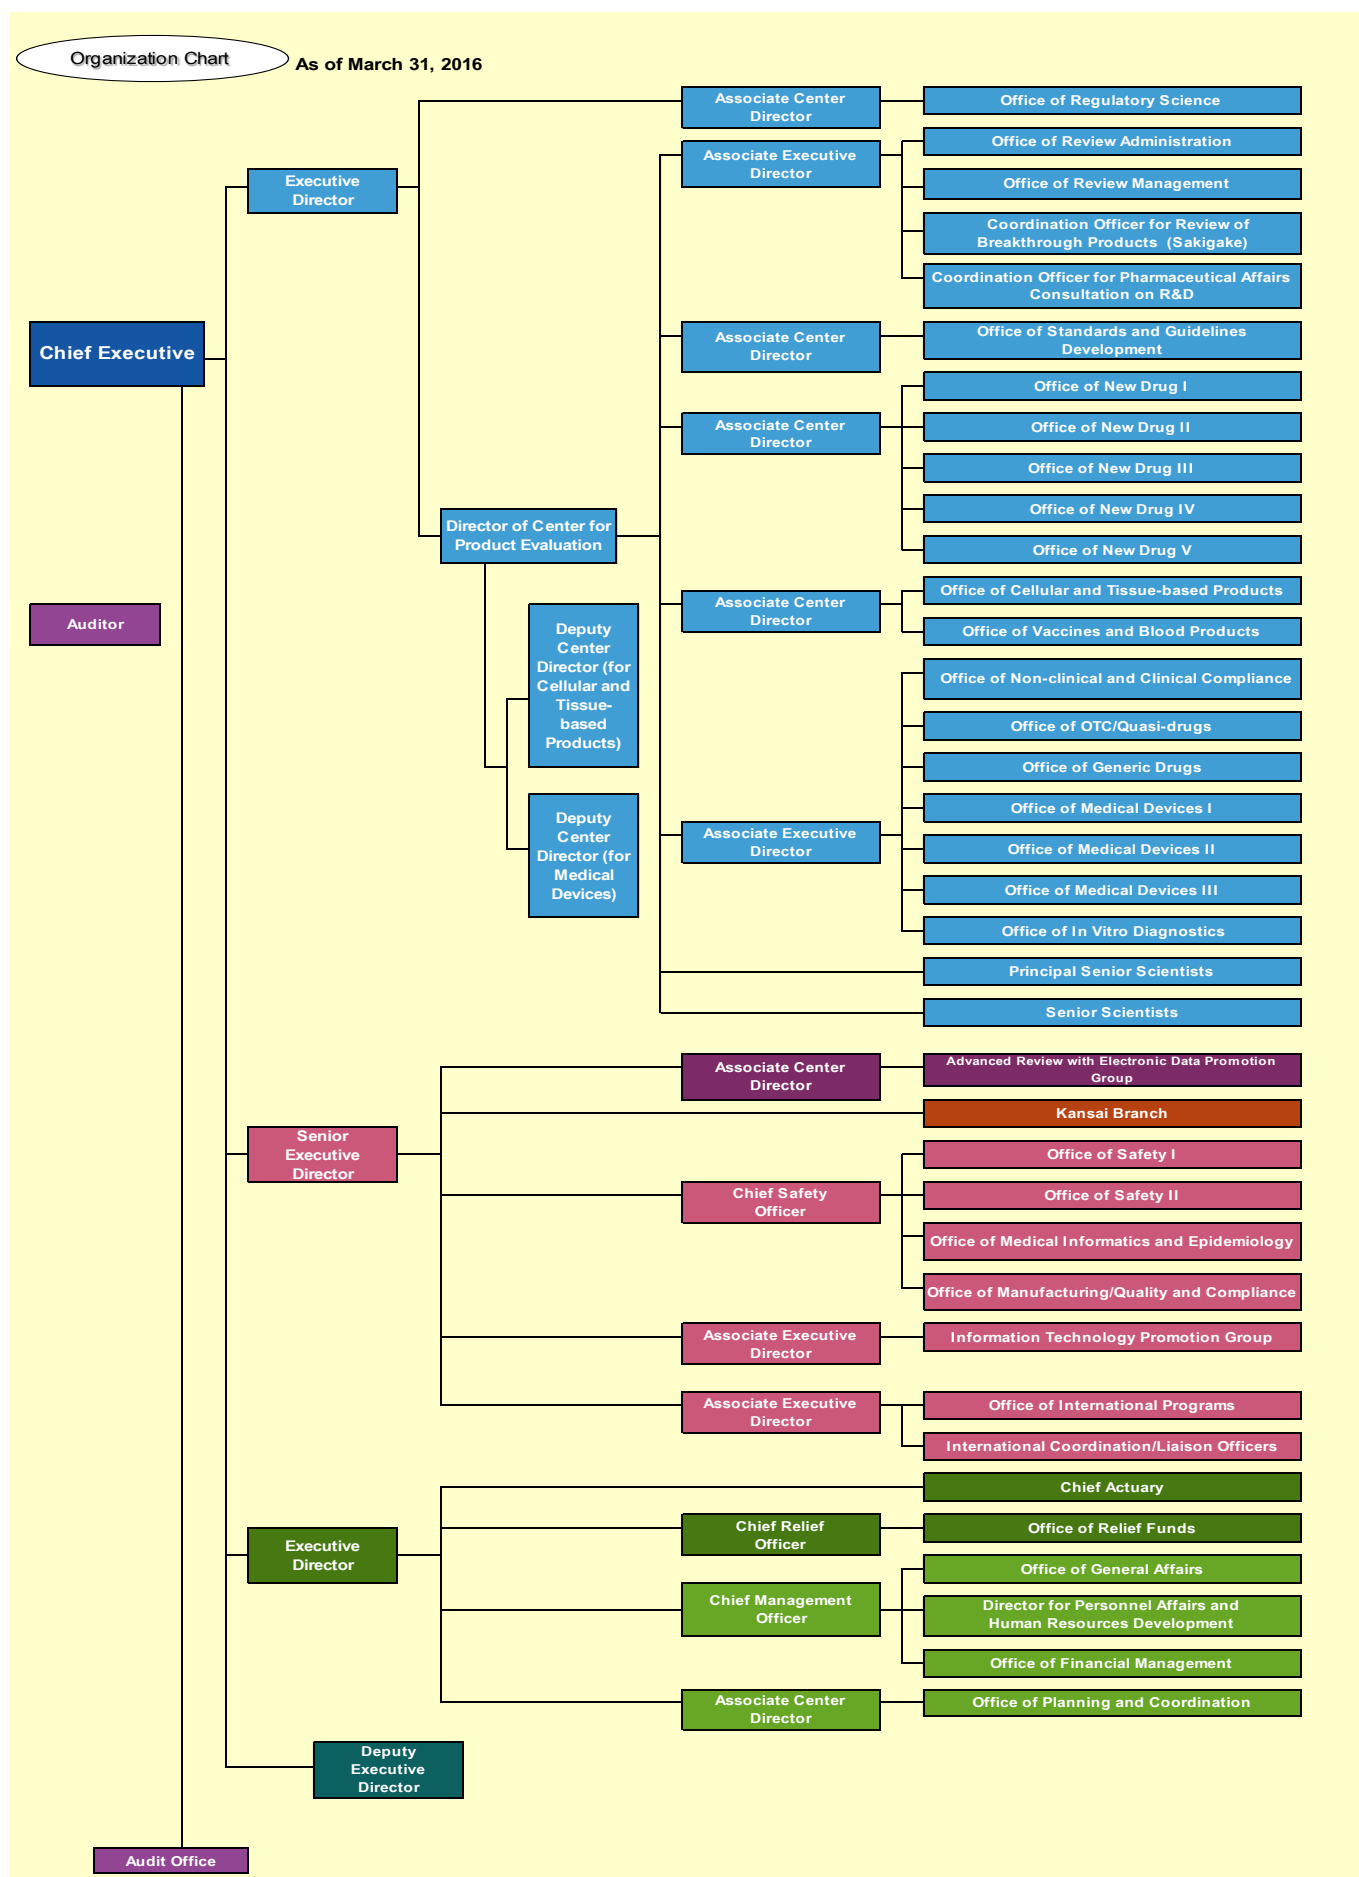 Organization Chart
As of March 31, 2016
Associate Center
Director
Office of Regulatory Science
Associate Executive
Director
Office of Review Administration
Office of Review Management
Coordination Officer for Review of
Breakthrough Products (Sakigake)
Coordination Officer for Pharmaceutical Affairs
Consultation on R&D
Executive
Director
Chief Executive
Associate Center
Director
Office of Standards and Guidelines
Development
Associate Center
Director
Office of New Drug I
Office of New Drug II
Office of New Drug III
Office of New Drug IV
Office of New Drug V
Director of Center for
Product Evaluation
Auditor
Deputy
Center
Director (for
Cellular and
Tissue-
based
Products)
Deputy
Center
Director (for
Medical
Devices)
Associate Center
Director
Office of Cellular and Tissue-based Products
Office of Vaccines and Blood Products
Associate Executive
Director
Office of Non-clinical and Clinical Compliance
Office of OTC/Quasi-drugs
Office of Generic Drugs
Office of Medical Devices I
Office of Medical Devices II
Office of Medical Devices III
Office of In Vitro Diagnostics
Principal Senior Scientists
Senior Scientists
Senior
Executive
Director
Associate Center
Director
Advanced Review with Electronic Data Promotion
Group
Kansai Branch
Chief Safety
Officer
Office of Safety I
Office of Safety II
Office of Medical Informatics and Epidemiology
Office of Manufacturing/Quality and Compliance
Associate Executive
Director
Information Technology Promotion Group
Associate Executive
Director
Office of International Programs
International Coordination/Liaison Officers
Executive
Director
Chief Actuary
Chief Relief
Officer
Office of Relief Funds
Chief Management
Officer
Office of General Affairs
Director for Personnel Affairs and
Human Resources Development
Office of Financial Management
Associate Center
Director
Office of Planning and Coordination
Deputy
Executive
Director
Audit Office